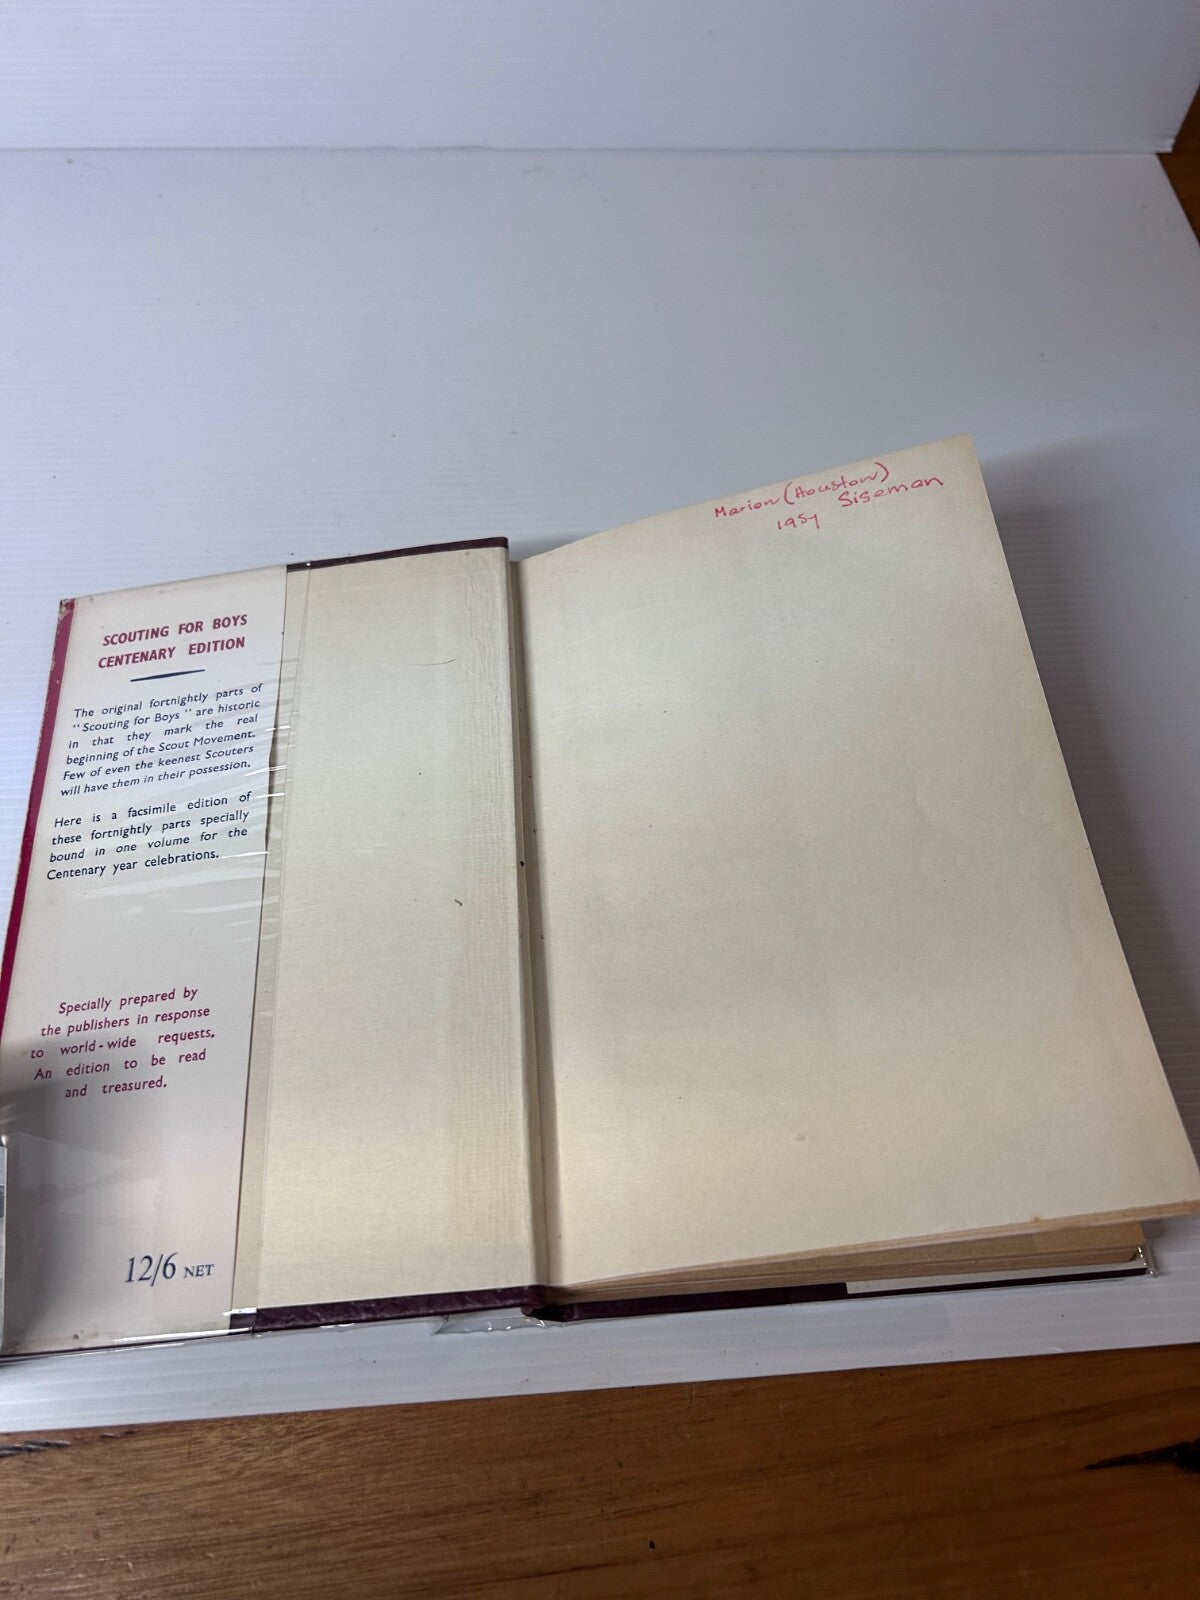 SCOUTING FOR BOYS
CENTENARY EDITION
The original fortnightly parts of
"Scouting for Boys" are historic
in that they mark the real
beginning of the Scout Movement.
Few of even the keenest Scouters
will have them in their possession.
Here is a facsimile edition of
these fortnightly parts specially
bound in one volume for the
Centenary year celebrations.
Specially prepared by
the publishers in response
to world-wide requests.
An edition to be read
and treasured.
12/6 NET
Marion (Houston)
Siseman